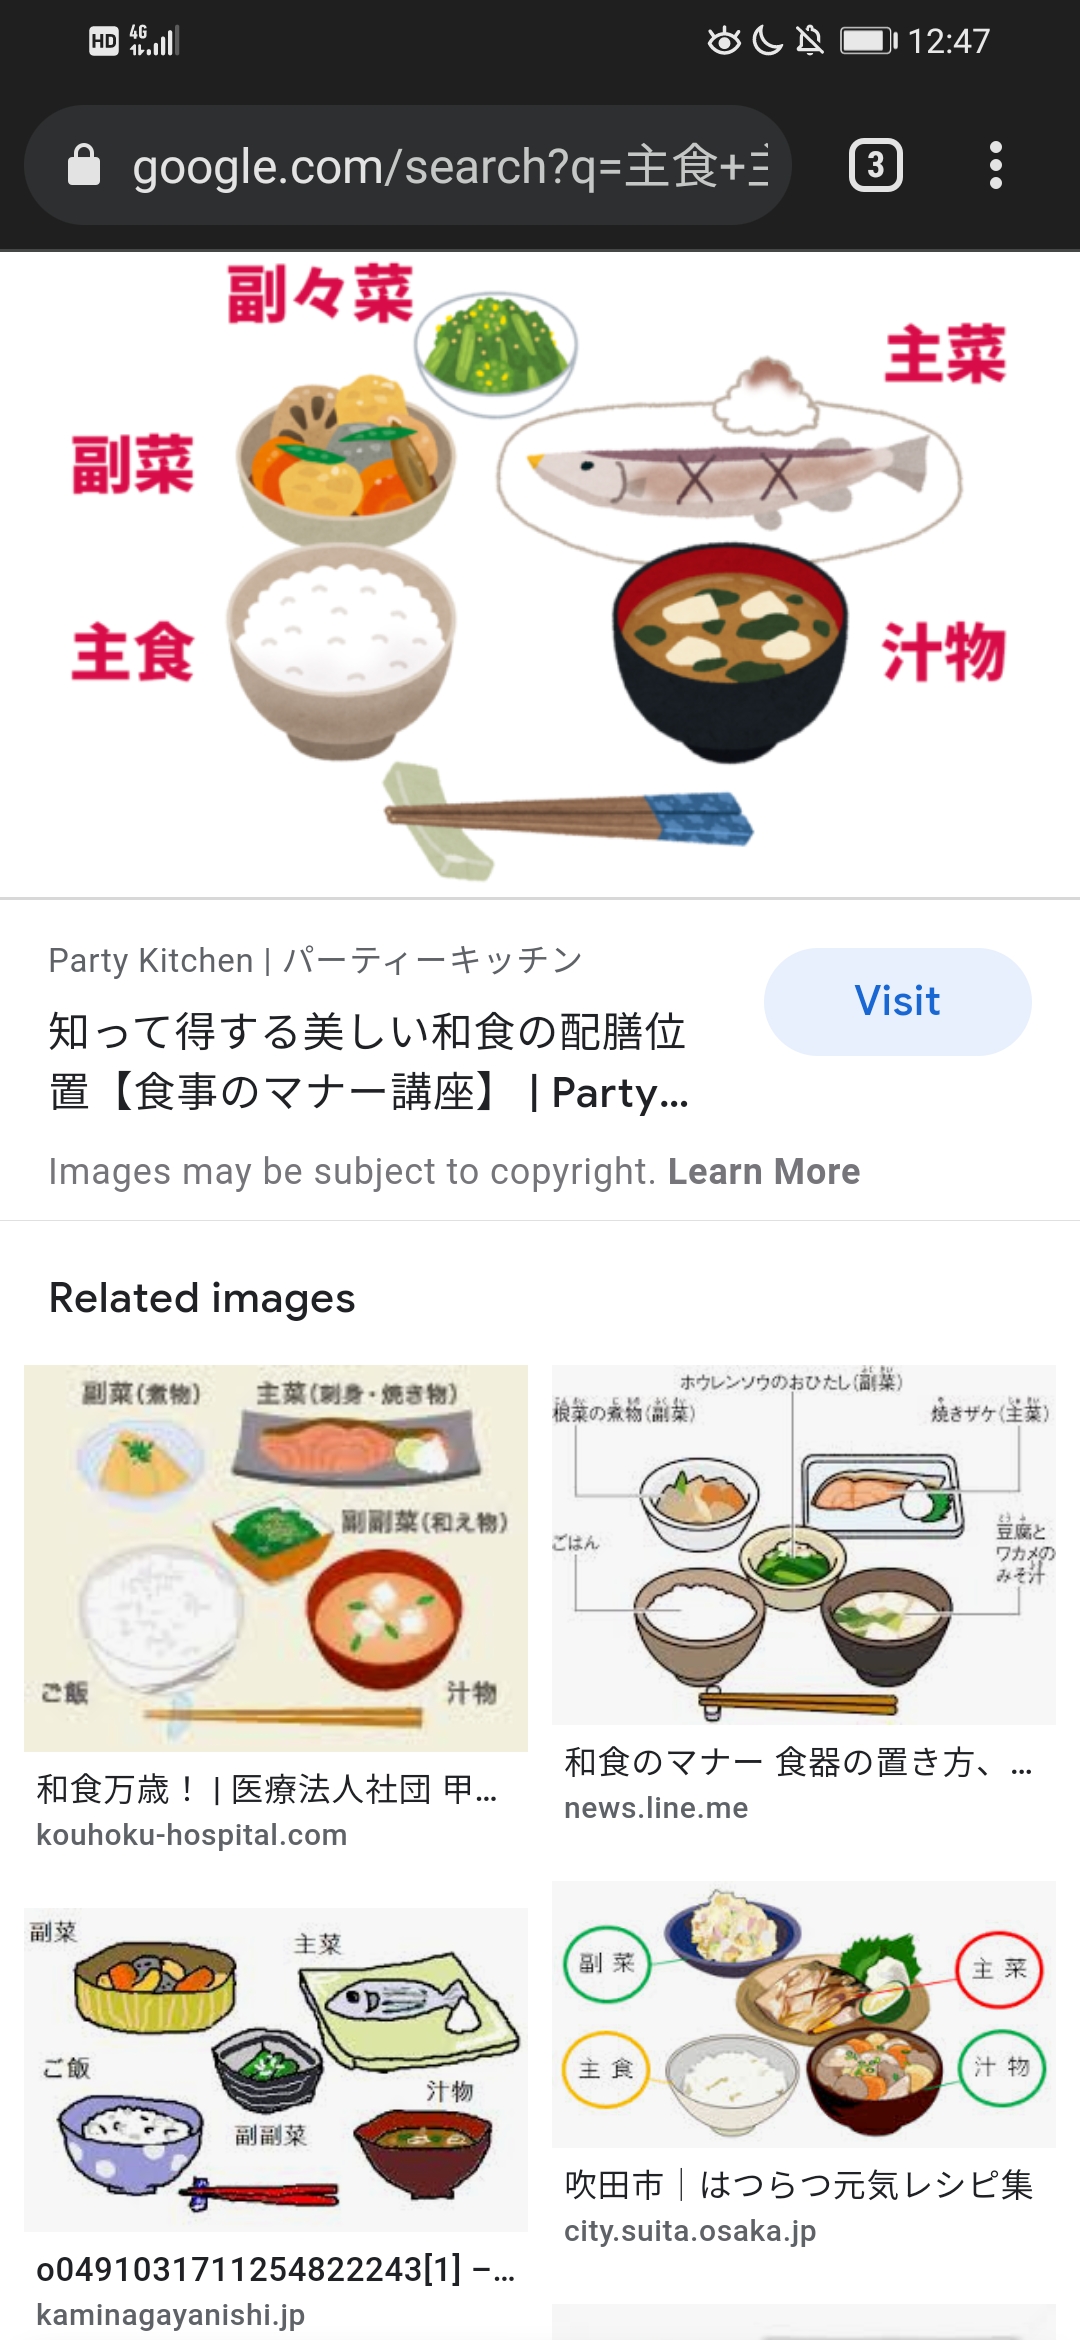 HD 4G 12:47
google.com/search?q=主食+
3
副々菜
主菜
副菜
主食
汁物
Party Kitchen | パーティーキッチン
知って得する美しい和食の配膳位
置【食事のマナー講座】 | Party...
Visit
Images may be subject to copyright. Learn More
Related images
副菜(煮物)
主菜(刺身・焼き物)
副副菜(和え物)
ご飯
汁物
和食万歳！ | 医療法人社団 甲...
kouhoku-hospital.com
ホウレンソウのおひたし(副菜)
根菜の煮物(副菜)
焼きザケ(主菜)
ごはん
豆腐と
ワカメの
みそ汁
和食のマナー 食器の置き方、...
news.line.me
副菜
主菜
ご飯
汁物
副副菜
o0491031711254822243[1] –...
kaminagayanishi.jp
副菜
主菜
主食
汁物
吹田市｜はつらつ元気レシピ集
city.suita.osaka.jp